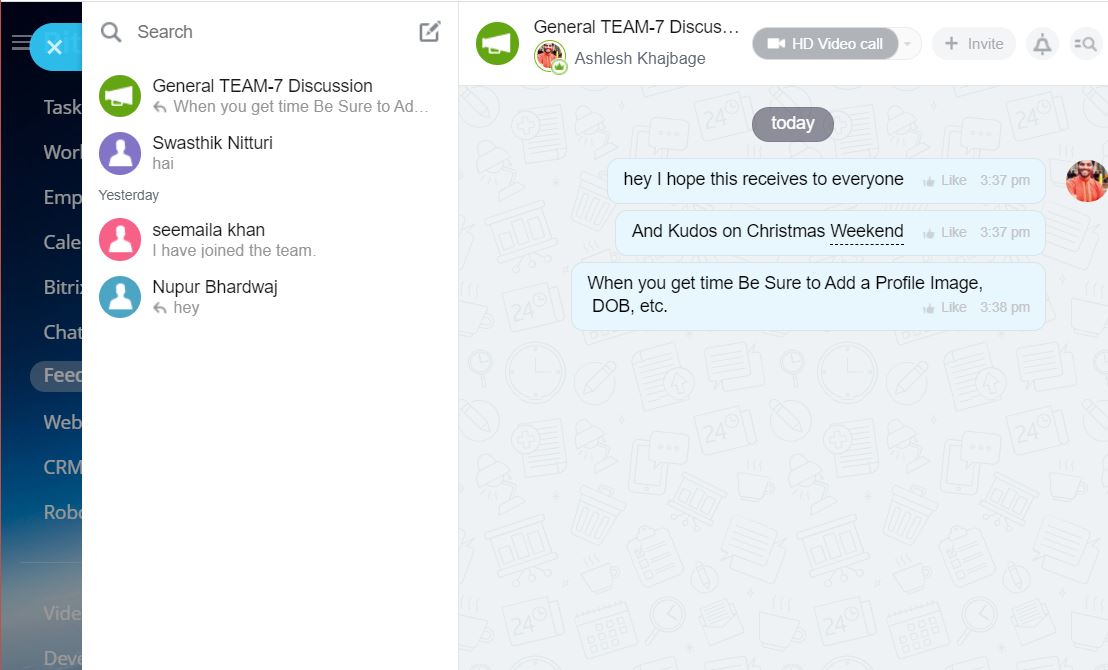 Search
General TEAM-7 Discussion
When you get time Be Sure to Ad...
Swasthik Nitturi
hai
Yesterday
seemaila khan
I have joined the team.
Nupur Bhardwaj
hey
Task
Worl
Emp
Cale
Bitrix
Chat
Feed
Web
CRM
Robo
Vide
Deve
General TEAM-7 Discus...
Ashlesh Khajbage
HD Video call
Invite
today
hey I hope this receives to everyone Like 3:37 pm
And Kudos on Christmas Weekend Like 3:37 pm
When you get time Be Sure to Add a Profile Image,
DOB, etc. Like 3:38 pm